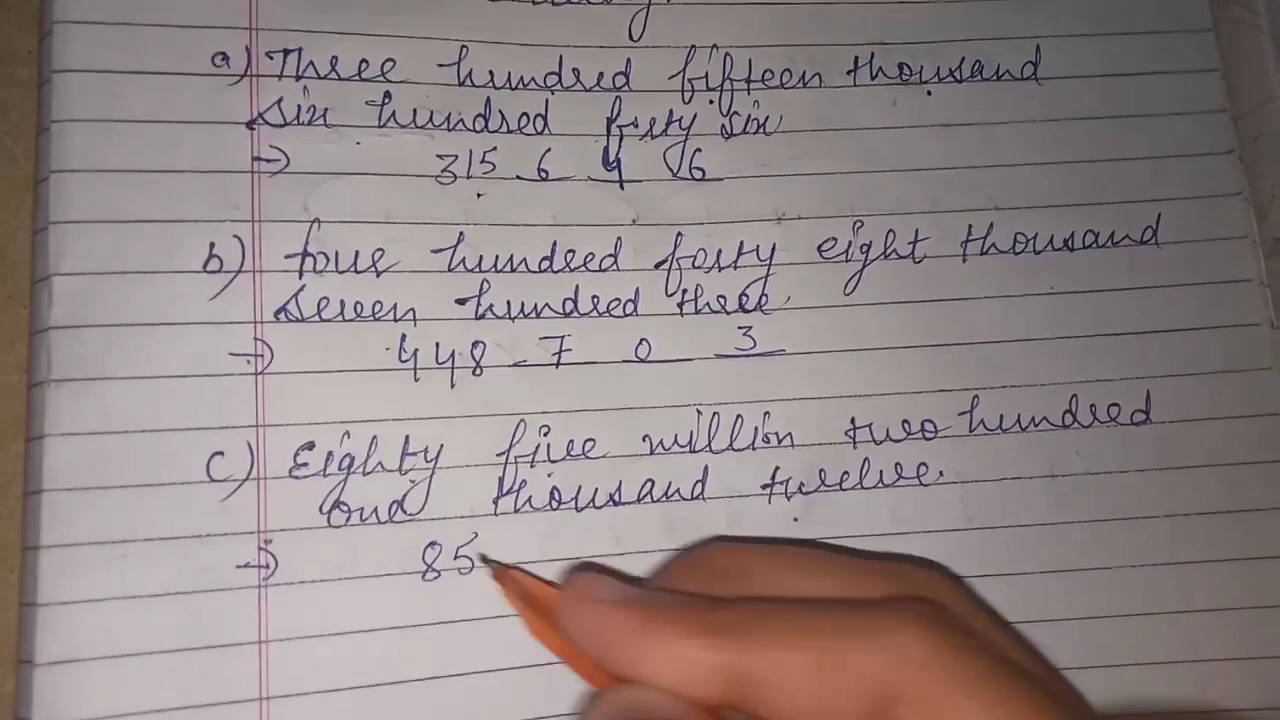 a) Three hundred fifteen thousand
six hundred forty six
→ 315 6 4 6
b) four hundred forty eight thousand
seven hundred three.
→ 448 7 0 3
c) Eighty five million two hundred
thousand twelve.
→ 85